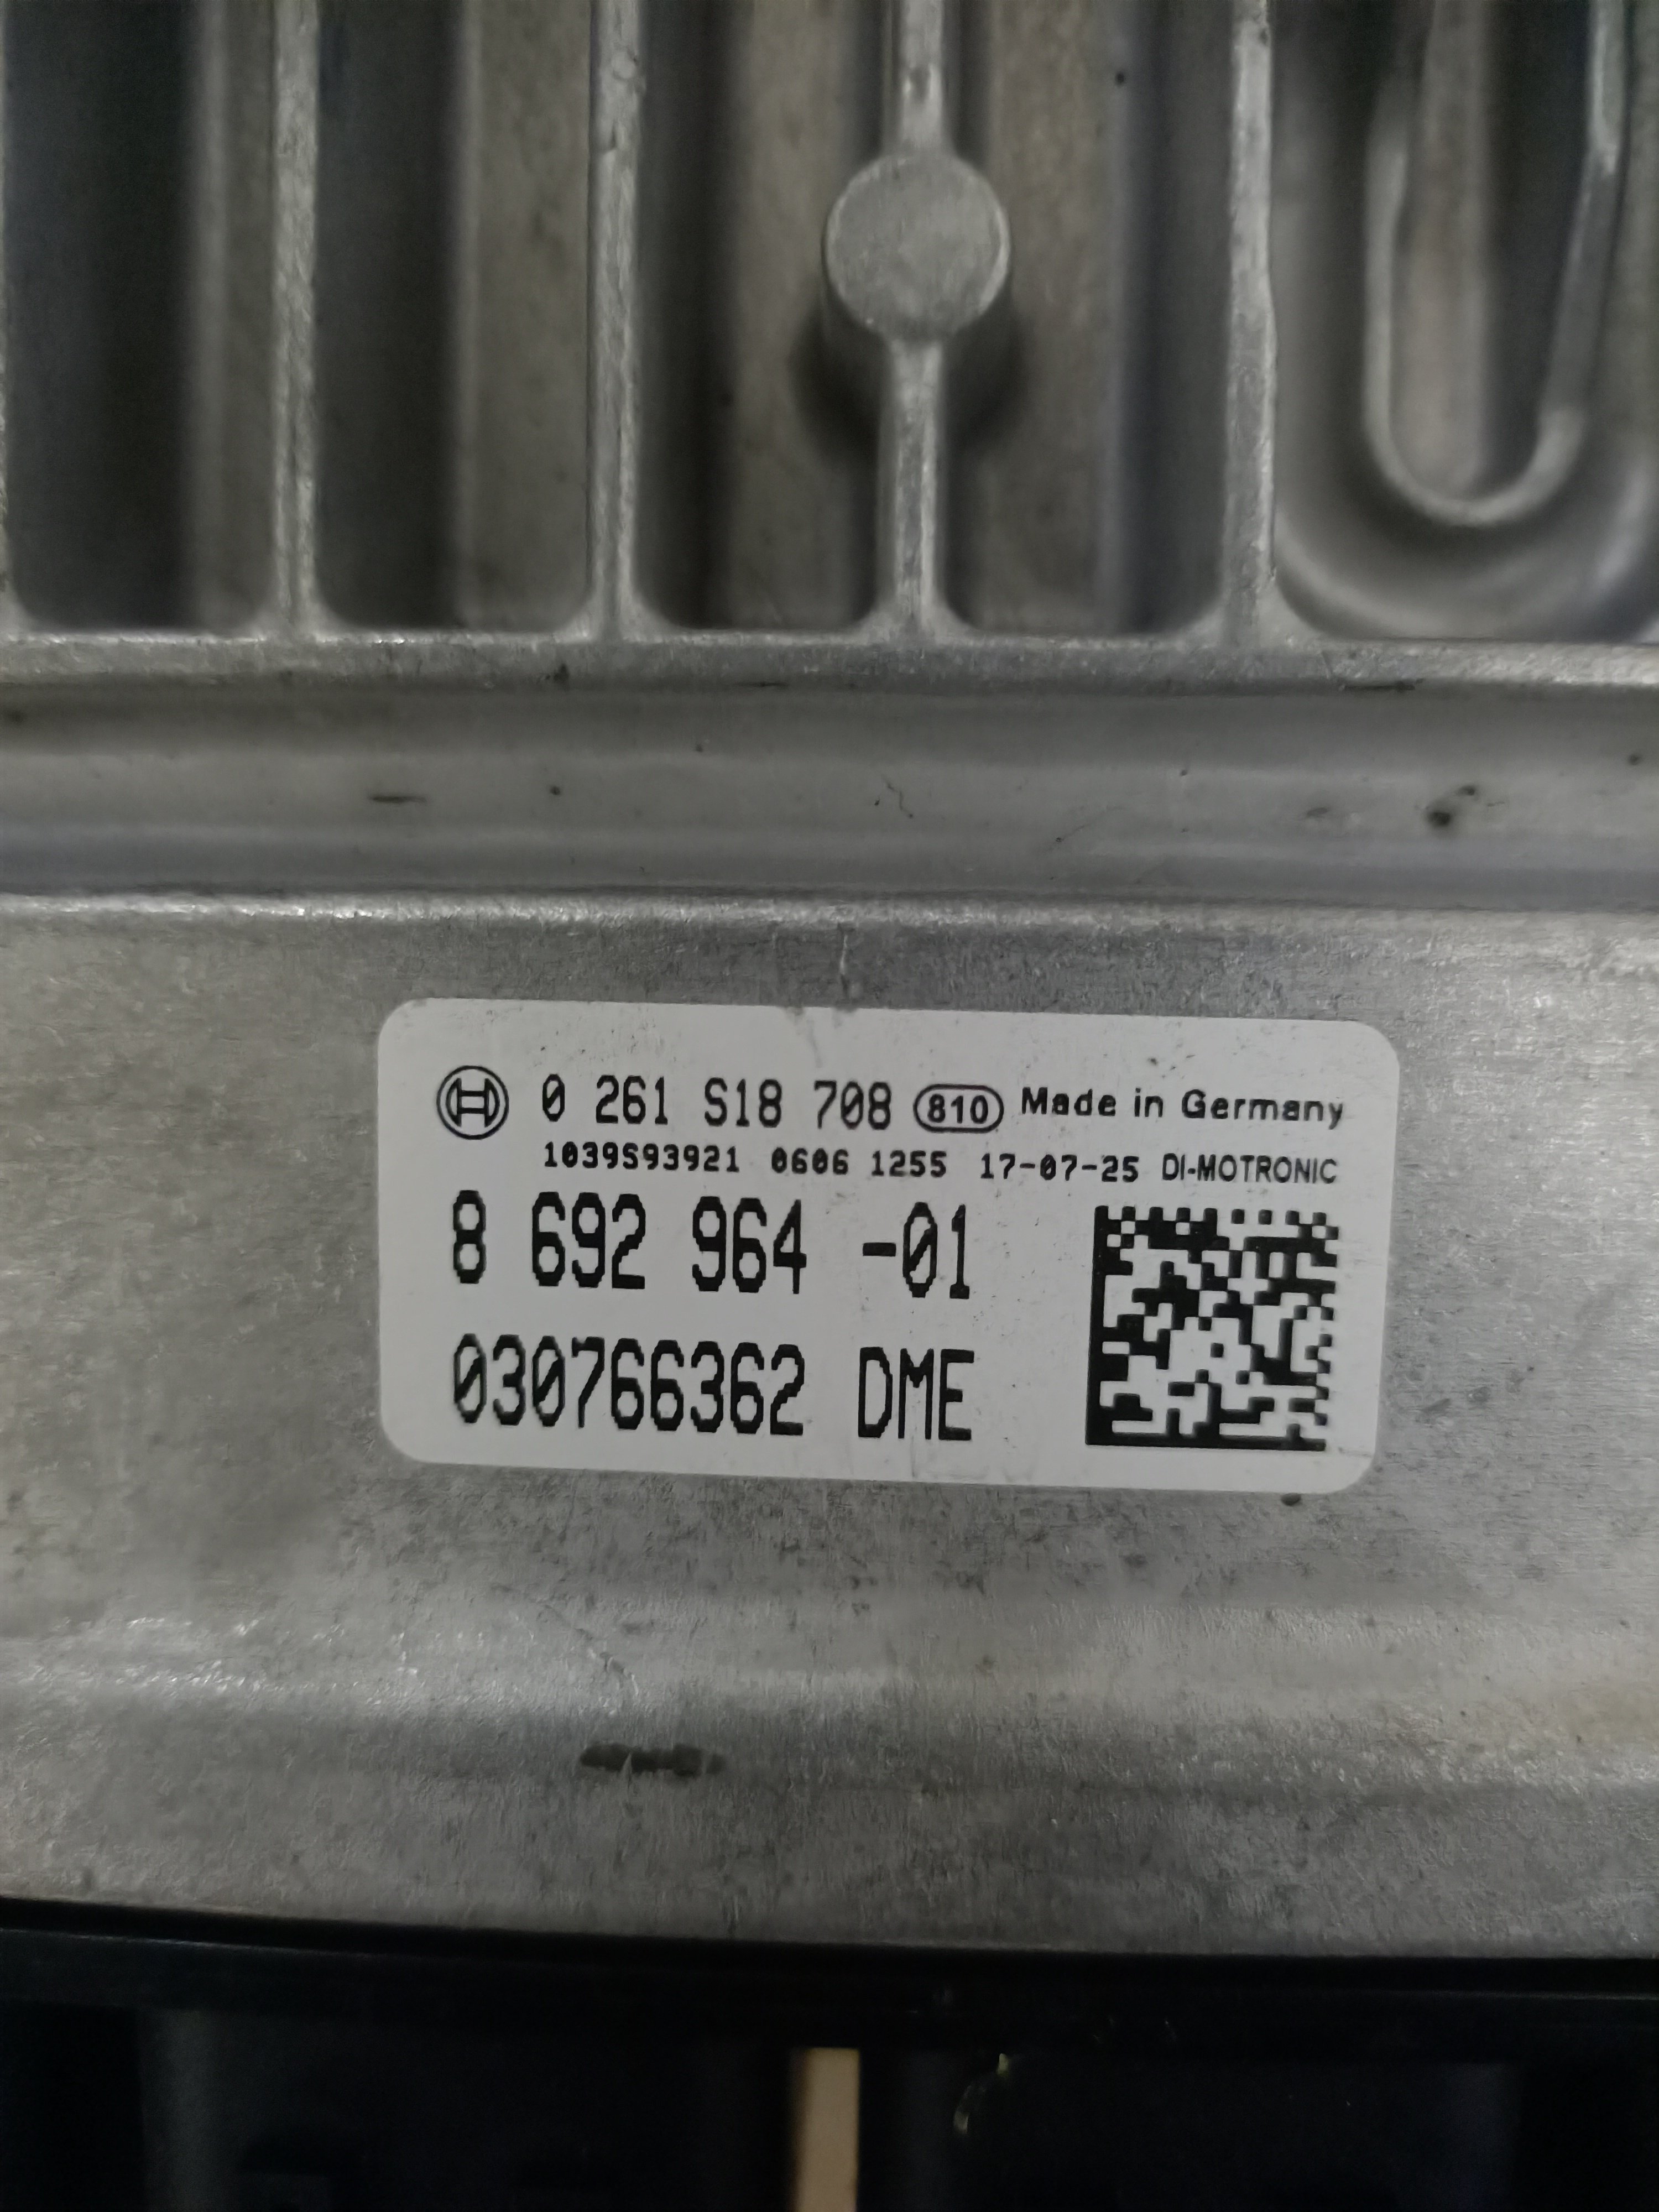 0 261 S18 708 810 Made in Germany
1039S93921 0606 1255 17-07-25 DI-MOTRONIC
8 692 964 -01
030766362 DME